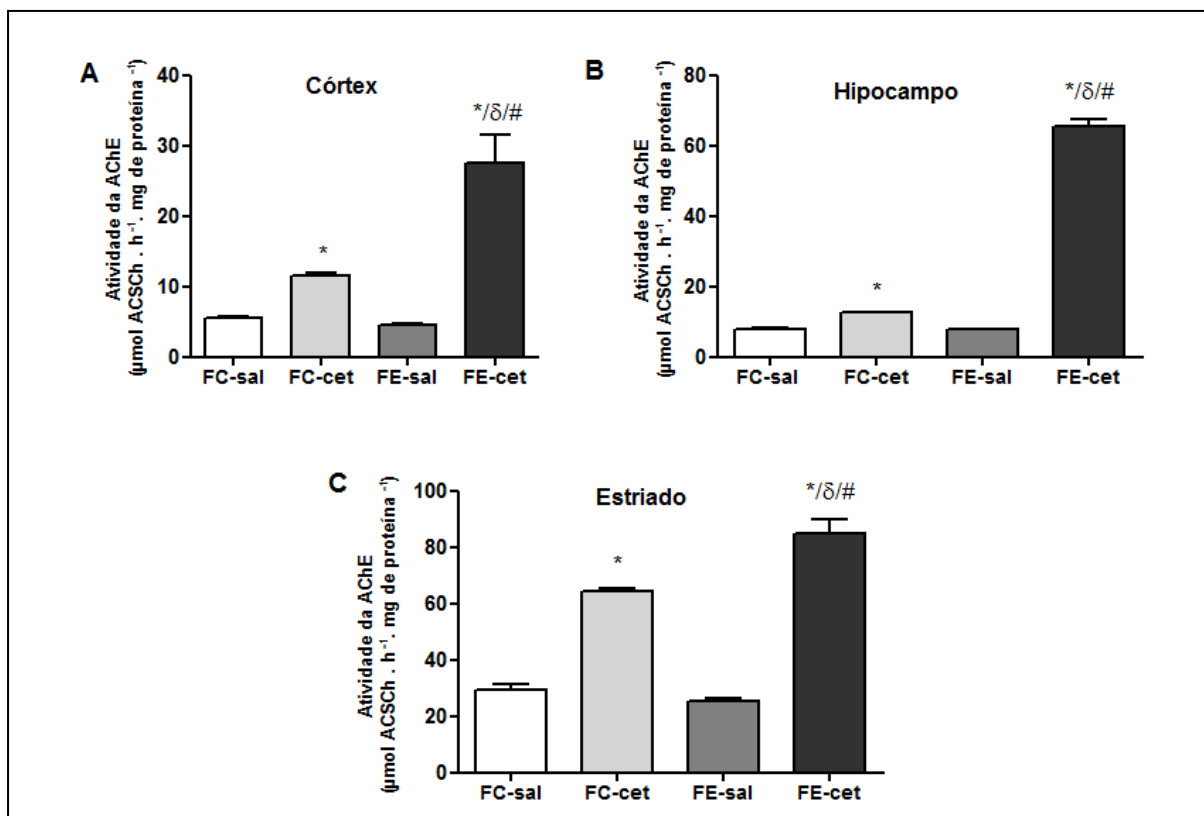 A
Córtex
Atividade da AChE
(µmol ACSCh . h⁻¹. mg de proteína ⁻¹)
40
30
20
10
0
*
*/δ/#
FC-sal FC-cet FE-sal FE-cet
B
Hipocampo
Atividade da AChE
(µmol ACSCh . h⁻¹. mg de proteína ⁻¹)
80
60
40
20
0
*
*/δ/#
FC-sal FC-cet FE-sal FE-cet
C
Estriado
Atividade da AChE
(µmol ACSCh . h⁻¹. mg de proteína ⁻¹)
100
80
60
40
20
0
*
*/δ/#
FC-sal FC-cet FE-sal FE-cet